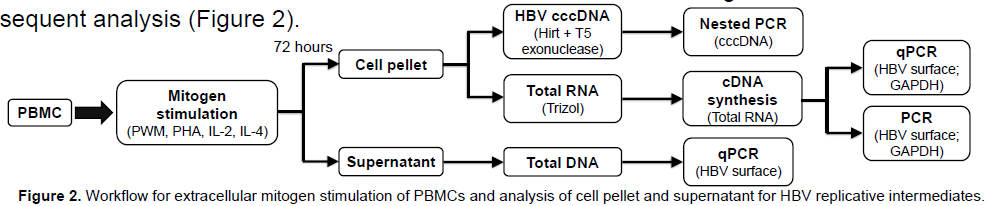 sequent analysis (Figure 2).
72 hours
PBMC
Mitogen
stimulation
(PWM, PHA, IL-2, IL-4)
Cell pellet
HBV cccDNA
(Hirt + T5
exonuclease)
Nested PCR
(cccDNA)
Total RNA
(Trizol)
cDNA
synthesis
(Total RNA)
qPCR
(HBV surface;
GAPDH)
PCR
(HBV surface;
GAPDH)
Supernatant
Total DNA
qPCR
(HBV surface)
Figure 2. Workflow for extracellular mitogen stimulation of PBMCs and analysis of cell pellet and supernatant for HBV replicative intermediates.